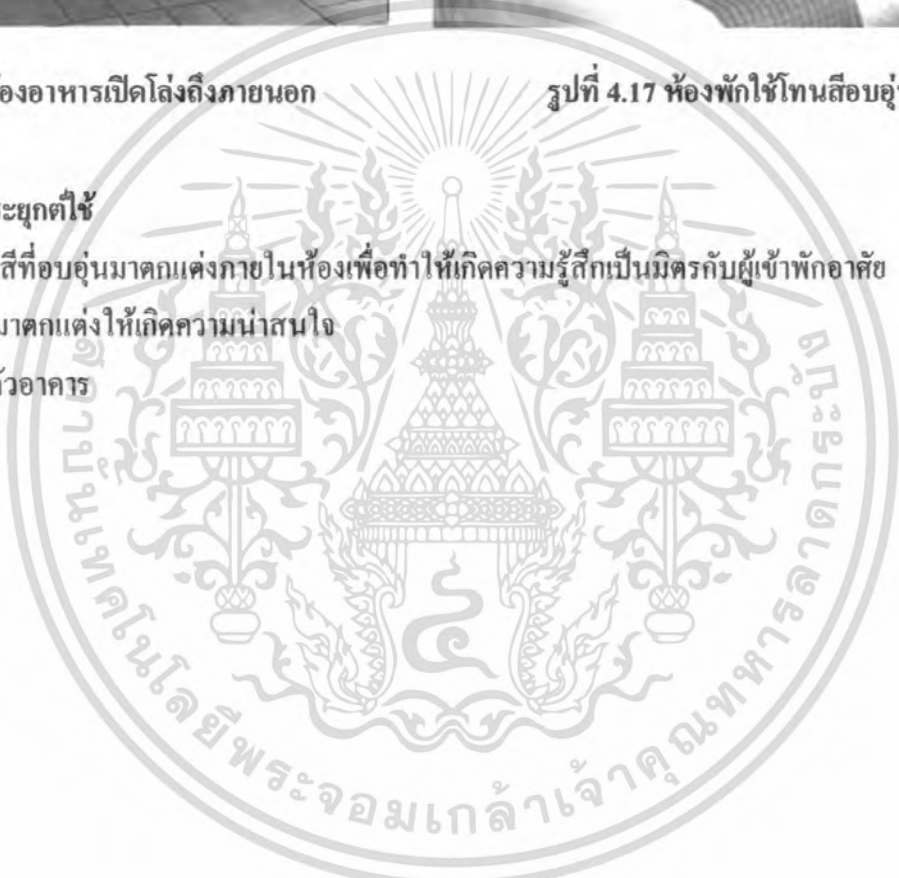 องอาหารเปิดโล่งถึงภายนอก
รูปที่ 4.17 ห้องพักใช้โทนสีอบอุ่
ระยุกต์ใช้
สีที่อบอุ่นมาตกแต่งภายในห้องเพื่อทำให้เกิดความรู้สึกเป็นมิตรกับผู้เข้าพักอาศัย
มาตกแต่งให้เกิดความน่าสนใจ
ตัวอาคาร
สถาบันเทคโนโลยีพระจอมเกล้าเจ้าคุณทหารลาดกระบัง
๔